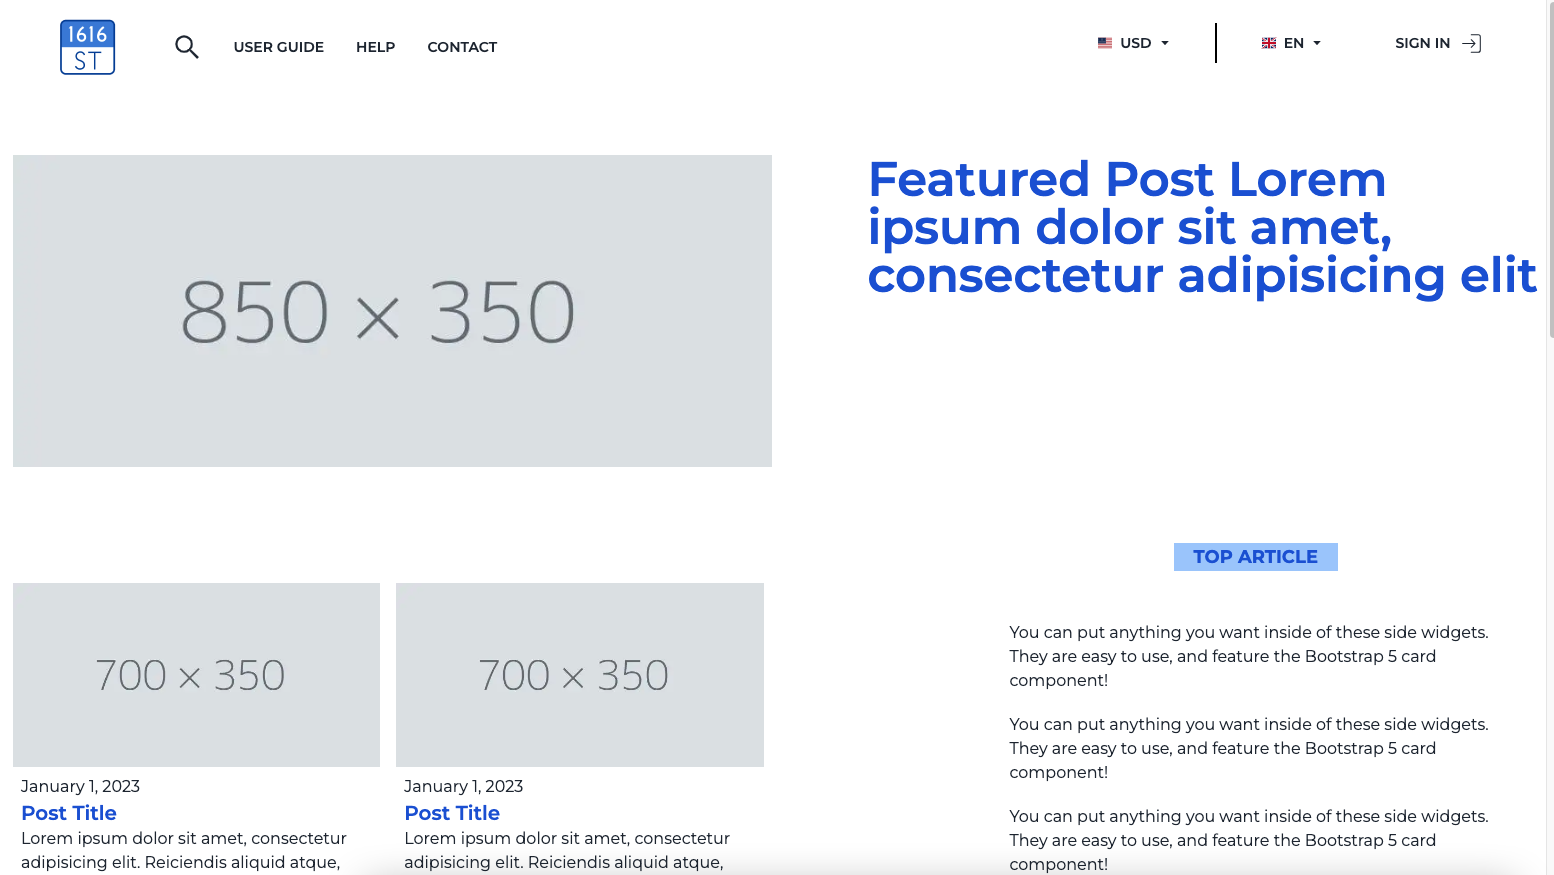 1616
ST
USER GUIDE
HELP
CONTACT
USD
EN
SIGN IN
850 × 350
Featured Post Lorem
ipsum dolor sit amet,
consectetur adipisicing elit
700 × 350
January 1, 2023
Post Title
Lorem ipsum dolor sit amet, consectetur
adipisicing elit. Reiciendis aliquid atque,
700 × 350
January 1, 2023
Post Title
Lorem ipsum dolor sit amet, consectetur
adipisicing elit. Reiciendis aliquid atque,
TOP ARTICLE
You can put anything you want inside of these side widgets.
They are easy to use, and feature the Bootstrap 5 card
component!
You can put anything you want inside of these side widgets.
They are easy to use, and feature the Bootstrap 5 card
component!
You can put anything you want inside of these side widgets.
They are easy to use, and feature the Bootstrap 5 card
component!